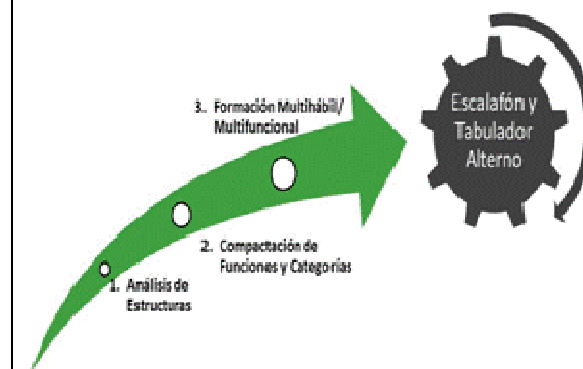 Escalafón y
Tabulador
Alterno
3. Formación Multihábil/
Multifuncional
2. Compactación de
Funciones y Categorías
1. Análisis de
Estructuras